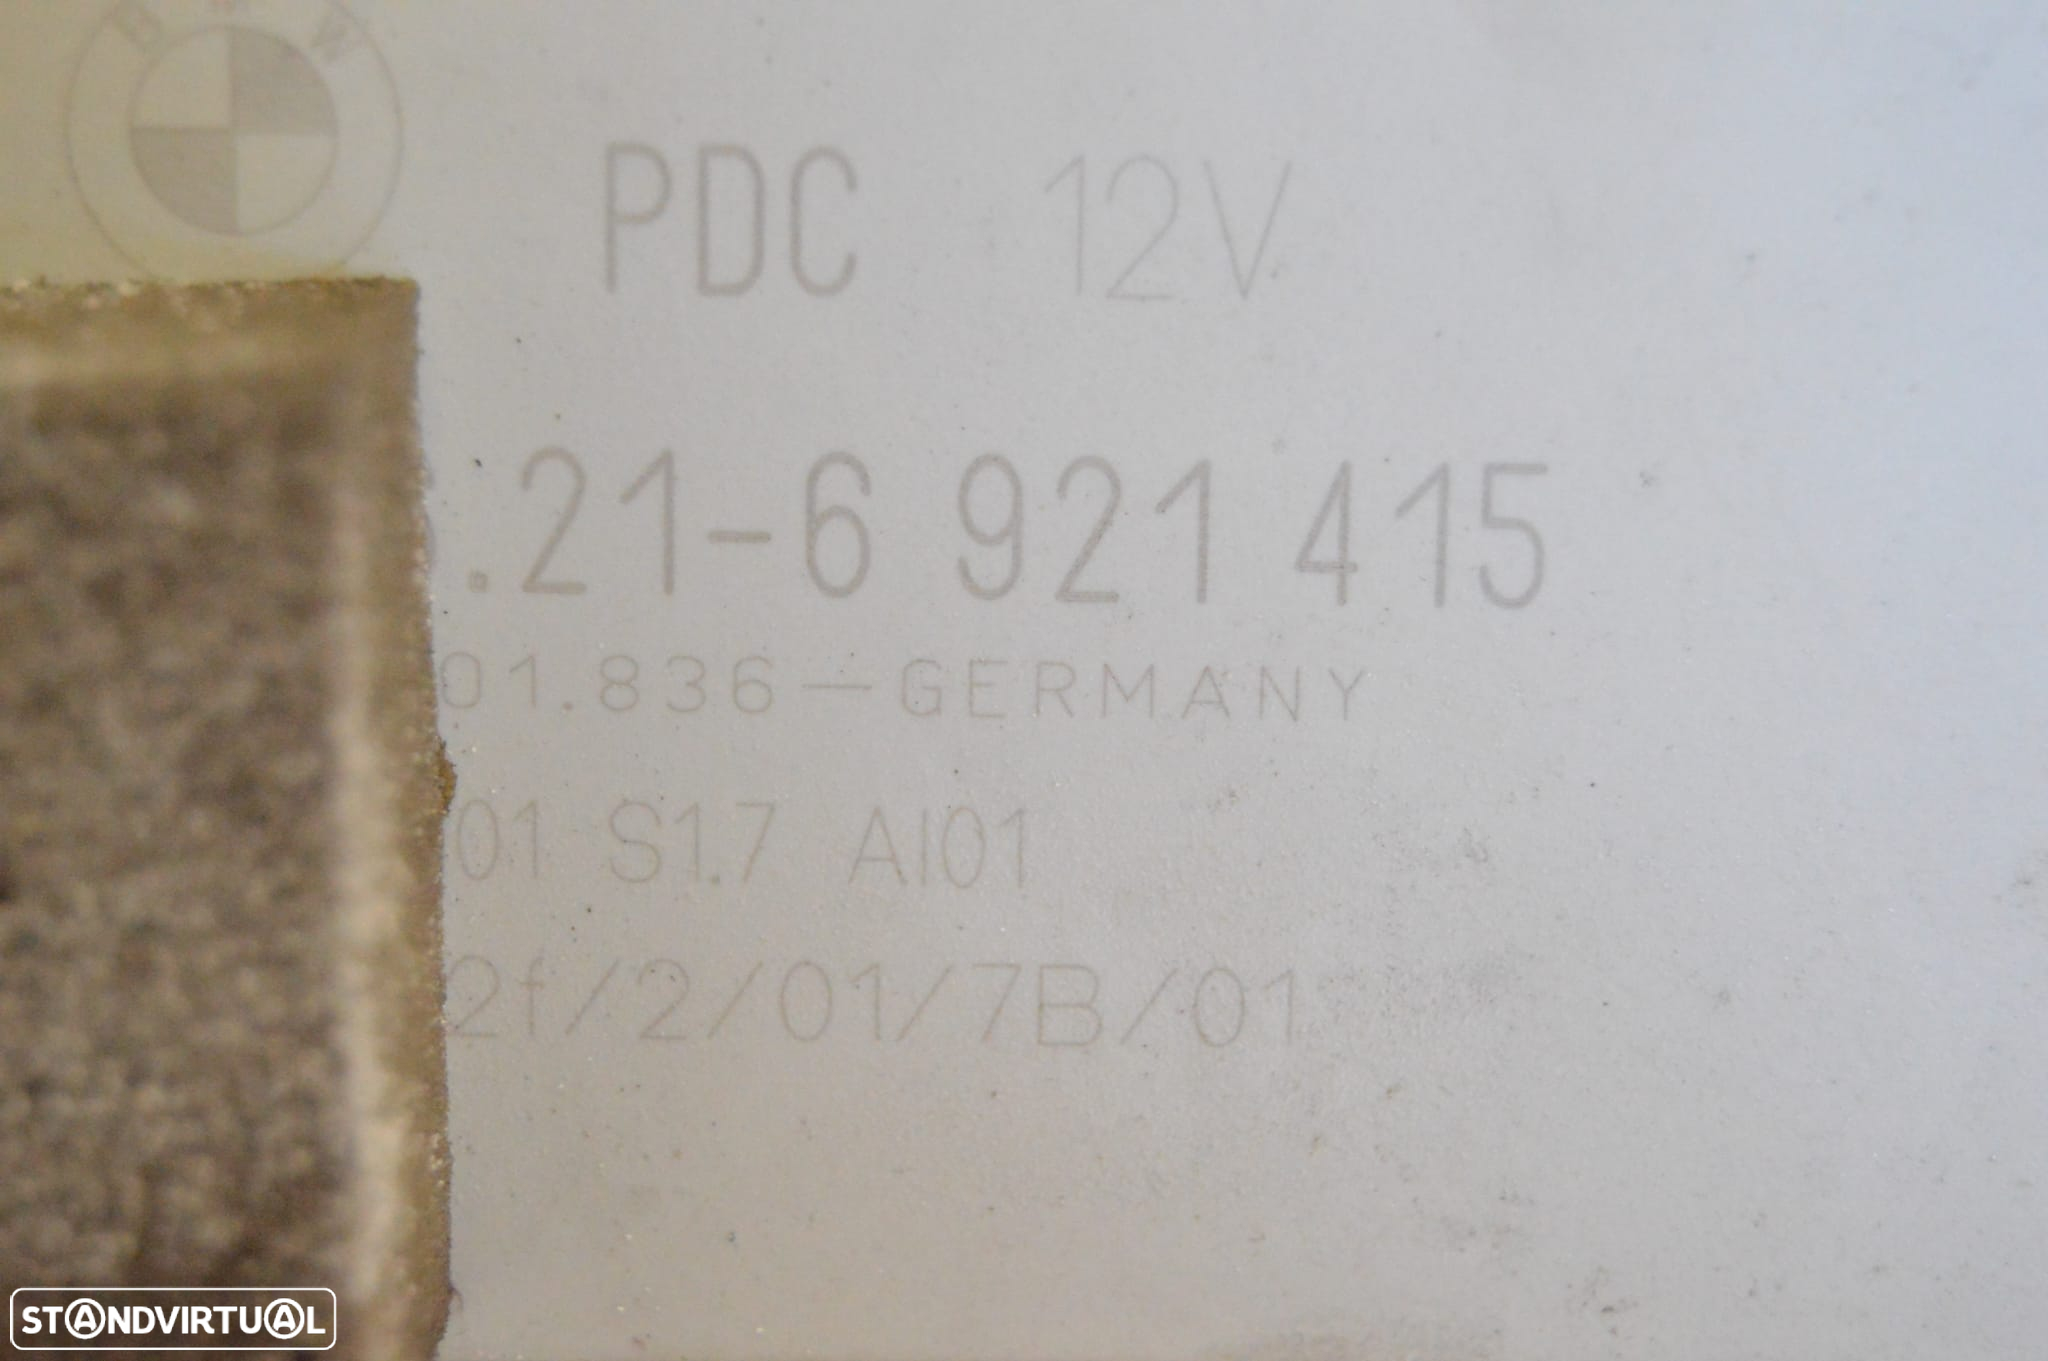 BMW
PDC 12V
.21-6 921 415
01.836-GERMANY
01 S1.7 AI01
2f/2/01/7B/01
STANDVIRTUAL